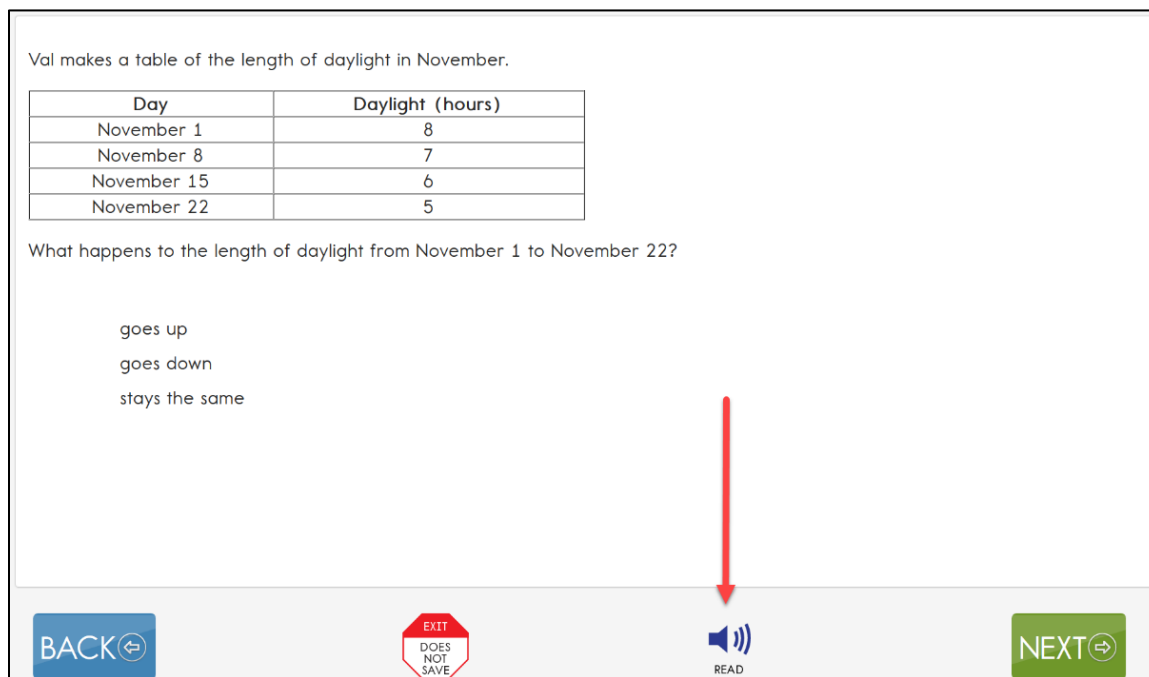 Val makes a table of the length of daylight in November.
Day Daylight (hours)
November 1 8
November 8 7
November 15 6
November 22 5
What happens to the length of daylight from November 1 to November 22?
goes up
goes down
stays the same
BACK
EXIT
DOES
NOT
SAVE
READ
NEXT